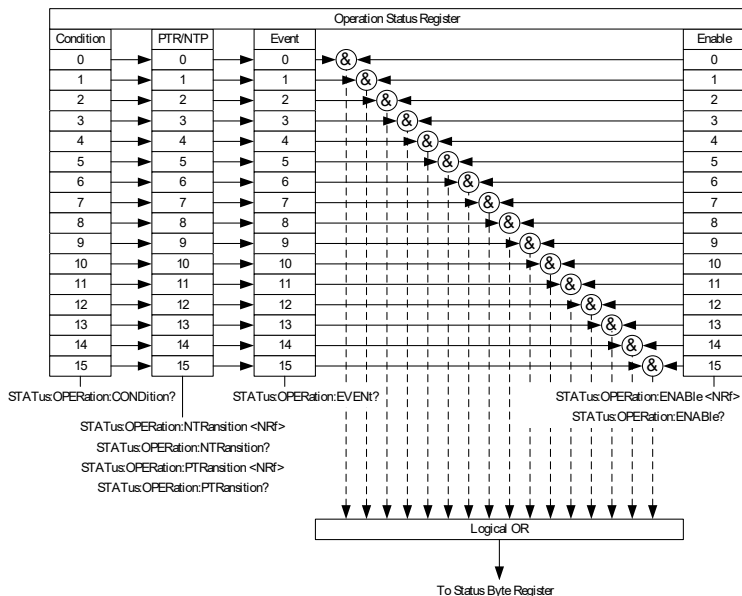 Operation Status Register
Condition PTR/NTP Event Enable
0 0 0 & 0
1 1 1 & 1
2 2 2 & 2
3 3 3 & 3
4 4 4 & 4
5 5 5 & 5
6 6 6 & 6
7 7 7 & 7
8 8 8 & 8
9 9 9 & 9
10 10 10 & 10
11 11 11 & 11
12 12 12 & 12
13 13 13 & 13
14 14 14 & 14
15 15 15 & 15
STATus:OPERation:CONDition? STATus:OPERation:EVENt? STATus:OPERation:ENABle <NRf>
STATus:OPERation:ENABle?
STATus:OPERation:NTRansition <NRf>
STATus:OPERation:NTRansition?
STATus:OPERation:PTRansition <NRf>
STATus:OPERation:PTRansition?
Logical OR
To Status Byte Register